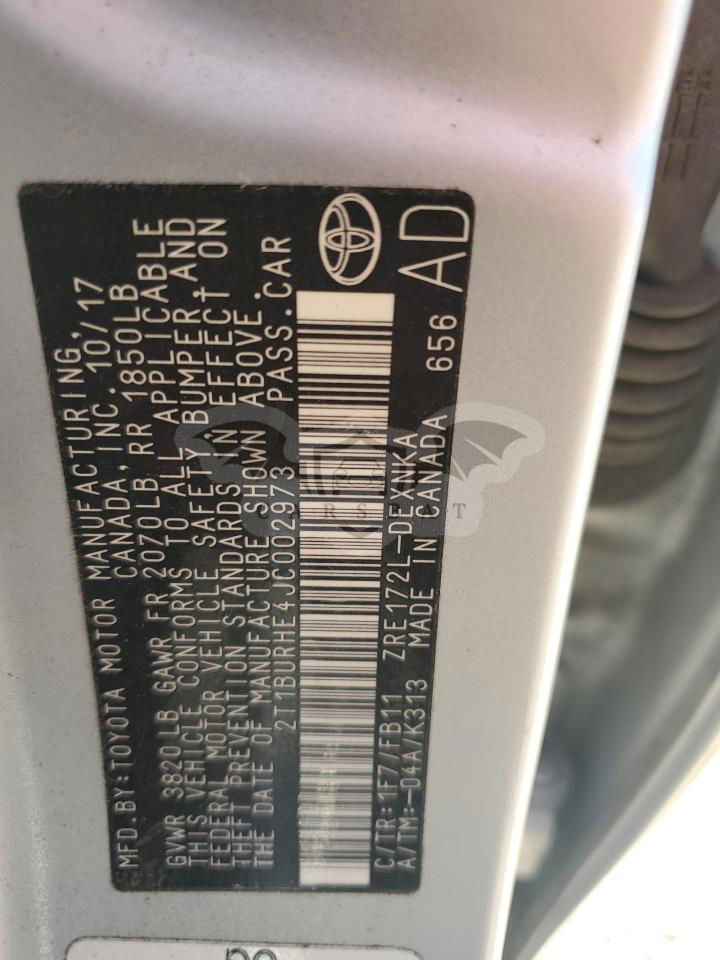 MFD.BY:TOYOTA MOTOR MANUFACTURING,
CANADA, INC. 10/17
GVWR 3820LB GAWR FR 2070LB, RR 1850LB
THIS VEHICLE CONFORMS TO ALL APPLICABLE
FEDERAL MOTOR VEHICLE SAFETY, BUMPER, AND
THEFT PREVENTION STANDARDS IN EFFECT ON
THE DATE OF MANUFACTURE SHOWN ABOVE.
2T1BURHE4JC002973 PASS.CAR
C/TR:1F7/FB11 ZRE172L-DEXNKA 656
A/TM:-04A/K313 MADE IN CANADA AD
CARSBAT